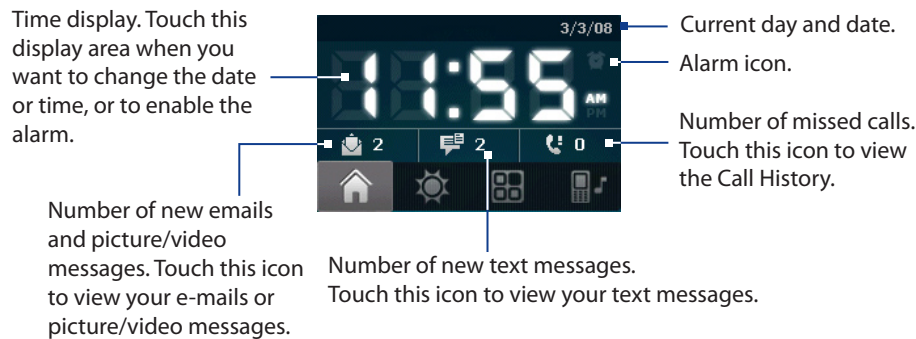 Time display. Touch this
display area when you
want to change the date
or time, or to enable the
alarm.
3/3/08
Current day and date.
11:55
AM
PM
Alarm icon.
2
2
0
Number of missed calls.
Touch this icon to view
the Call History.
Number of new emails
and picture/video
messages. Touch this icon
to view your e-mails or
picture/video messages.
Number of new text messages.
Touch this icon to view your text messages.